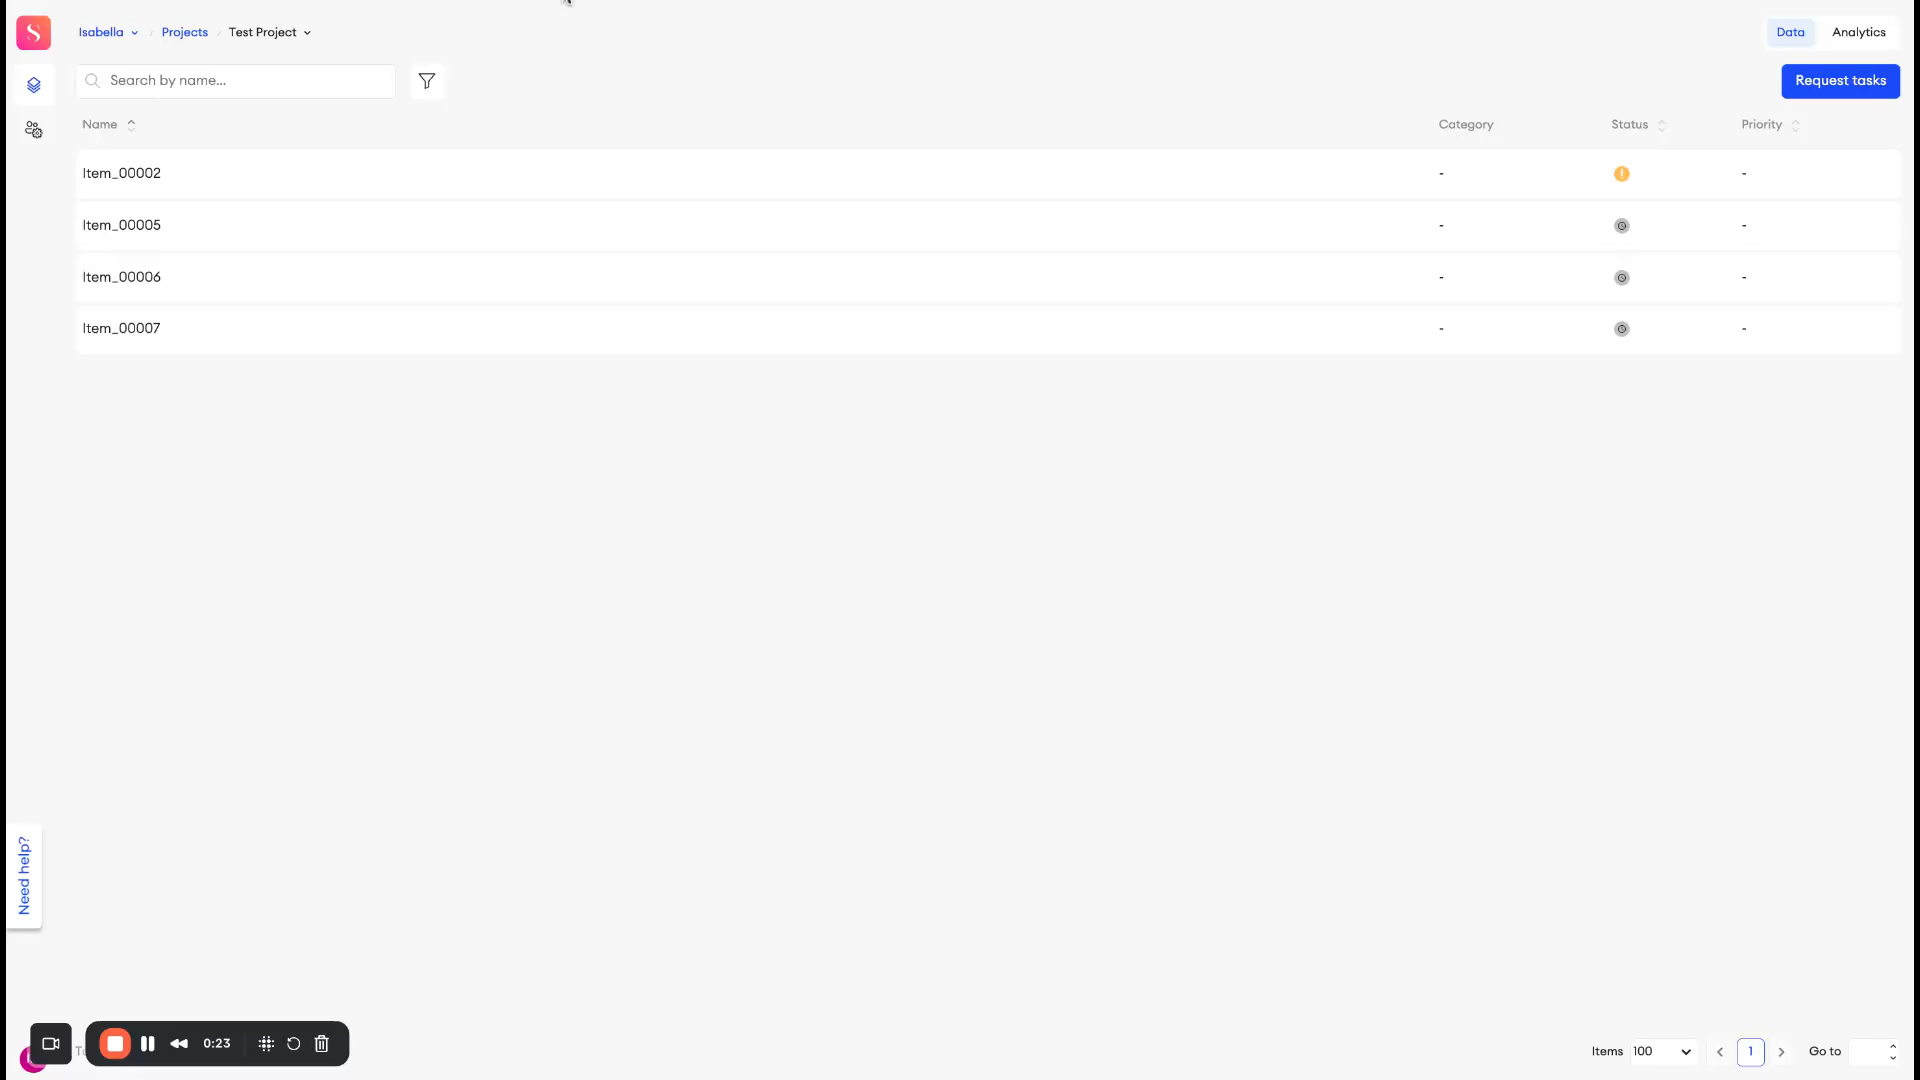 Isabella / Projects / Test Project
Data Analytics
Search by name...
Request tasks
Name Category Status Priority
Item_00002 - -
Item_00005 - -
Item_00006 - -
Item_00007 - -
Need help?
0:23
Items 100 1 Go to